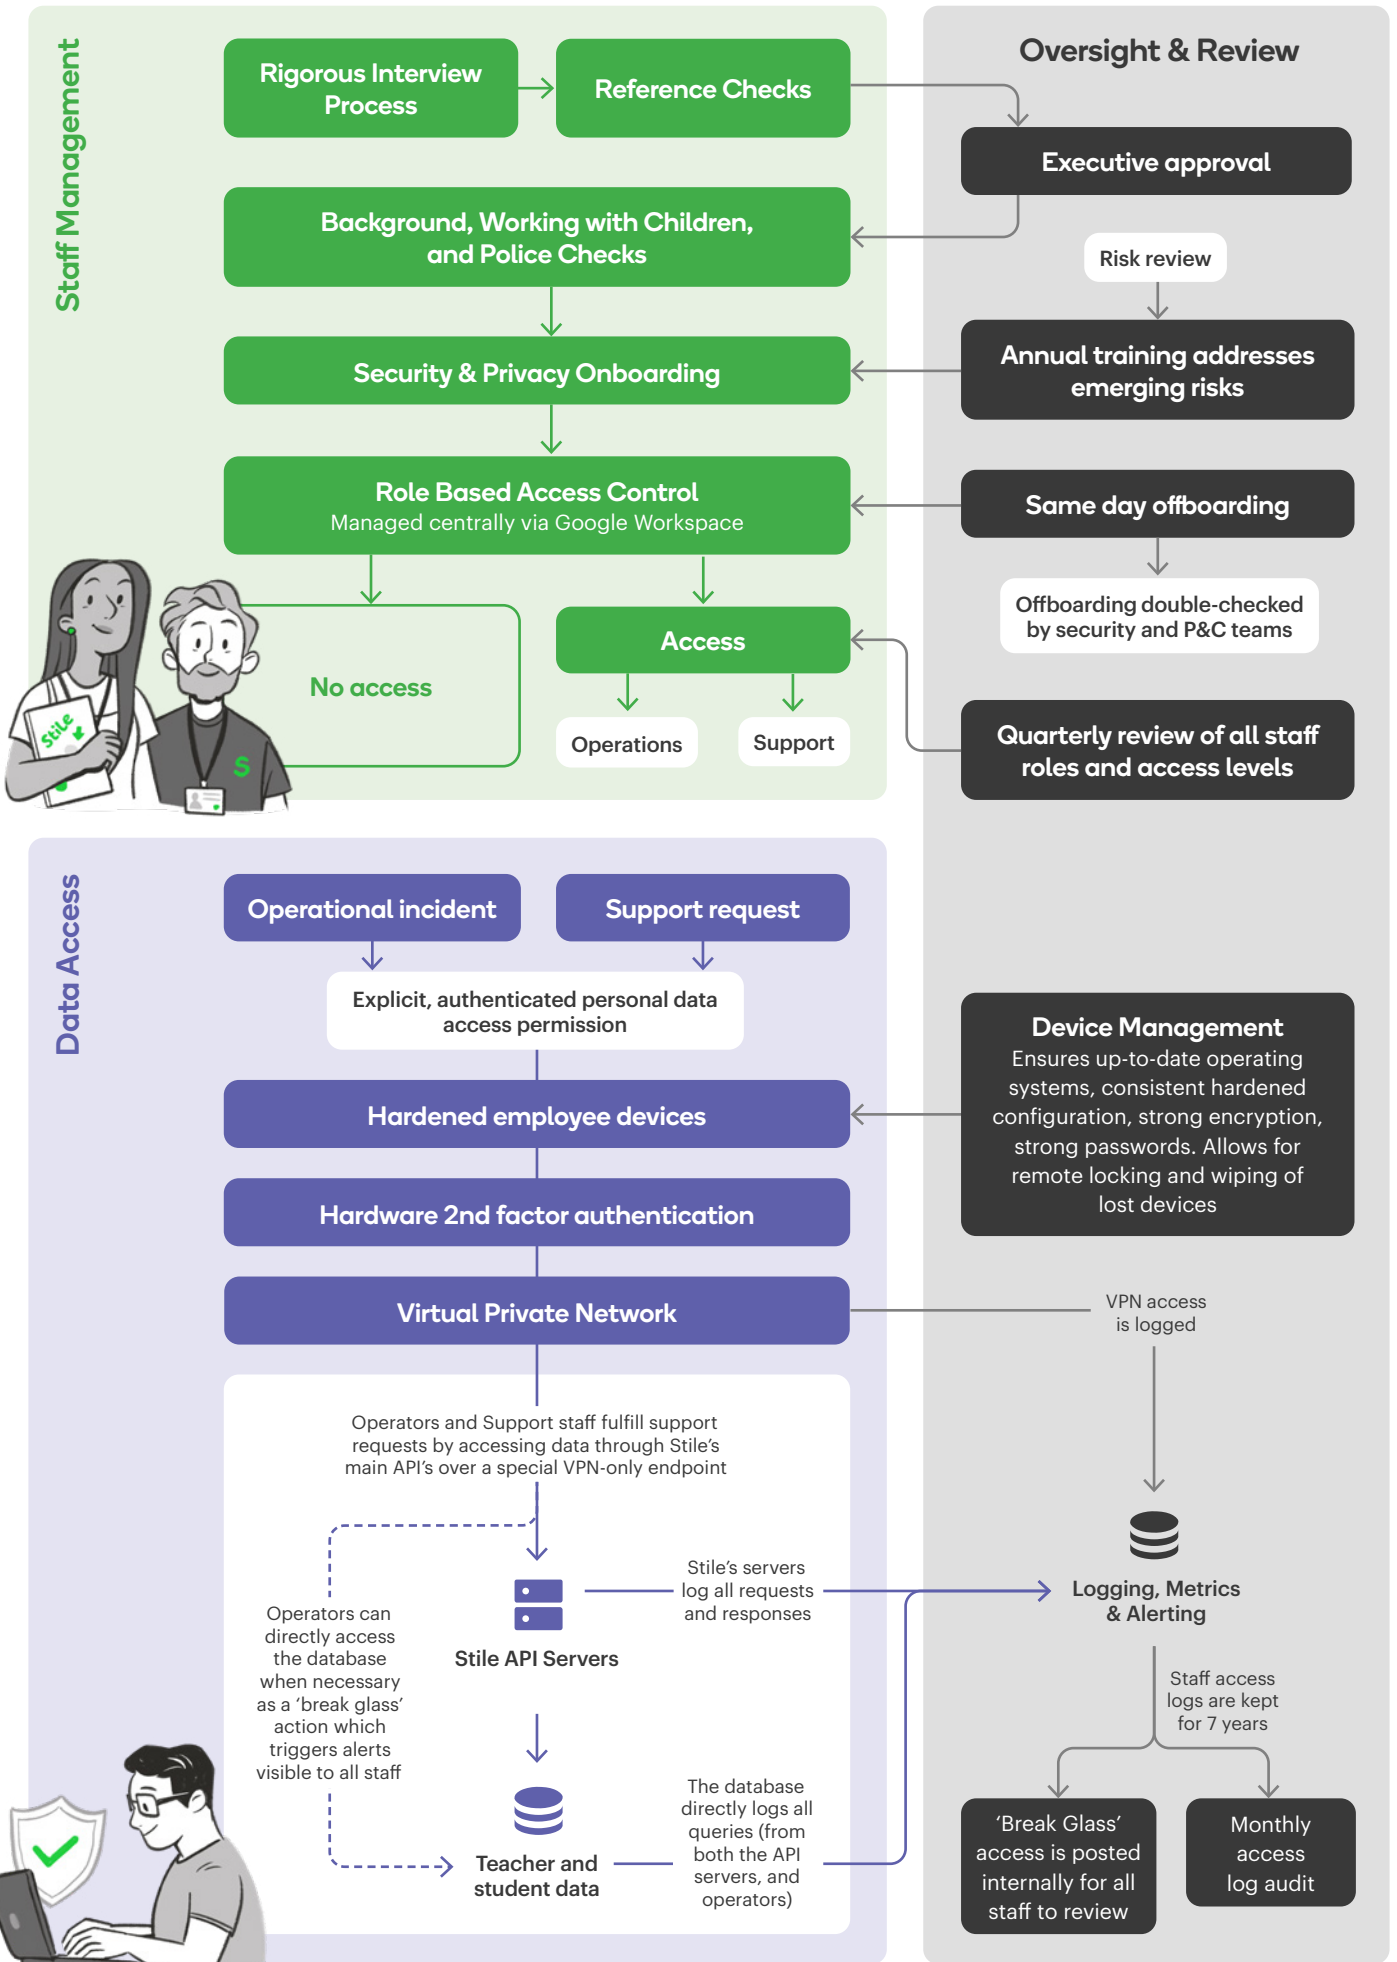 Staff Management
Rigorous Interview
Process
Reference Checks
Background, Working with Children,
and Police Checks
Security & Privacy Onboarding
Role Based Access Control
Managed centrally via Google Workspace
No access
Access
Operations
Support
Stile
S
Oversight & Review
Executive approval
Risk review
Annual training addresses
emerging risks
Same day offboarding
Offboarding double-checked
by security and P&C teams
Quarterly review of all staff
roles and access levels
Data Access
Operational incident
Support request
Explicit, authenticated personal data
access permission
Hardened employee devices
Hardware 2nd factor authentication
Virtual Private Network
Device Management
Ensures up-to-date operating
systems, consistent hardened
configuration, strong encryption,
strong passwords. Allows for
remote locking and wiping of
lost devices
VPN access
is logged
Operators and Support staff fulfill support
requests by accessing data through Stile's
main API's over a special VPN-only endpoint
Operators can
directly access
the database
when necessary
as a ‘break glass’
action which
triggers alerts
visible to all staff
Stile API Servers
Stile's servers
log all requests
and responses
Teacher and
student data
The database
directly logs all
queries (from
both the API
servers, and
operators)
Logging, Metrics
& Alerting
Staff access
logs are kept
for 7 years
‘Break Glass’
access is posted
internally for all
staff to review
Monthly
access
log audit